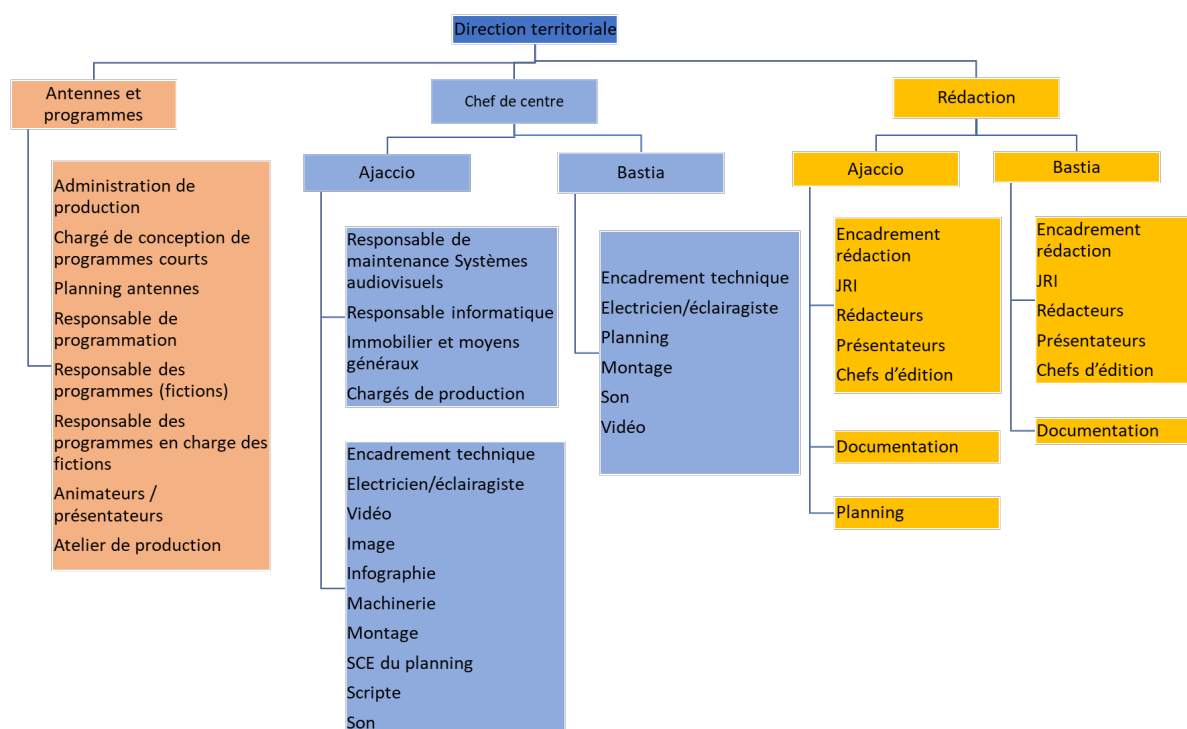 Direction territoriale
Antennes et
programmes
Chef de centre
Rédaction
Administration de
production
Chargé de conception de
programmes courts
Planning antennes
Responsable de
programmation
Responsable des
programmes (fictions)
Responsable des
programmes en charge des
fictions
Animateurs /
présentateurs
Atelier de production
Ajaccio
Responsable de
maintenance Systèmes
audiovisuels
Responsable informatique
Immobilier et moyens
généraux
Chargés de production
Encadrement technique
Electricien/éclairagiste
Vidéo
Image
Infographie
Machinerie
Montage
SCE du planning
Scripte
Son
Bastia
Encadrement technique
Electricien/éclairagiste
Planning
Montage
Son
Vidéo
Ajaccio
Encadrement
rédaction
JRI
Rédacteurs
Présentateurs
Chefs d’édition
Documentation
Planning
Bastia
Encadrement
rédaction
JRI
Rédacteurs
Présentateurs
Chefs d’édition
Documentation